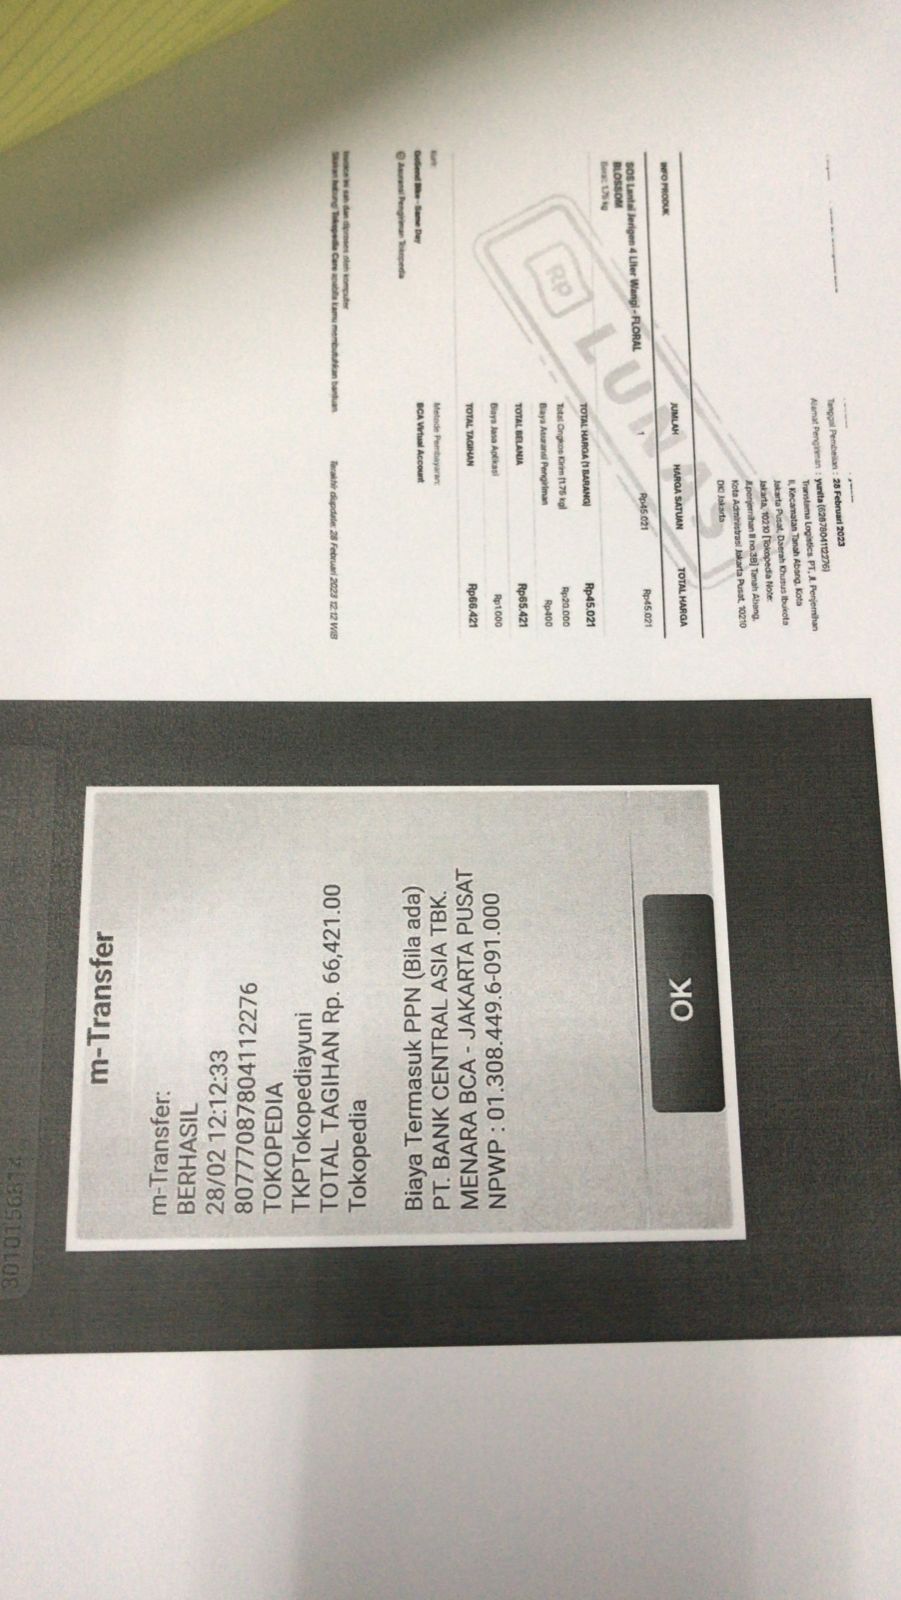 Tanggal Pembelian : 28 Februari 2023
Alamat Pengiriman : yunita (6287804112276)
Transtama Logistics. PT, Jl. Penjernihan
II, Kecamatan Tanah Abang, Kota
Jakarta Pusat, Daerah Khusus Ibukota
Jakarta, 10210 [Tokopedia Note:
Jl.penjernihan II no.38] Tanah Abang,
Kota Administrasi Jakarta Pusat, 10210
DKI Jakarta
INFO PRODUK JUMLAH HARGA SATUAN TOTAL HARGA
SOS Lantai Jerigen 4 Liter Wangi - FLORAL 1 Rp45.021 Rp45.021
BLOSSOM
Berat: 1.75 kg
RP LUNAS
TOTAL HARGA (1 BARANG) Rp45.021
Total Ongkos Kirim (1.75 kg) Rp20.000
Biaya Asuransi Pengiriman Rp400
TOTAL BELANJA Rp65.421
Biaya Jasa Aplikasi Rp1.000
TOTAL TAGIHAN Rp66.421
Kurir: Metode Pembayaran:
GoSend Bike - Same Day BCA Virtual Account
Asuransi Pengiriman Tokopedia
Invoice ini sah dan diproses oleh komputer
Silakan hubungi Tokopedia Care apabila kamu membutuhkan bantuan. Terakhir diupdate: 28 Februari 2023 12:12 WIB
m-Transfer
m-Transfer:
BERHASIL
28/02 12:12:33
80777087804112276
TOKOPEDIA
TKPTokopediayuni
TOTAL TAGIHAN Rp. 66,421.00
Tokopedia
Biaya Termasuk PPN (Bila ada)
PT. BANK CENTRAL ASIA TBK.
MENARA BCA - JAKARTA PUSAT
NPWP : 01.308.449.6-091.000
OK